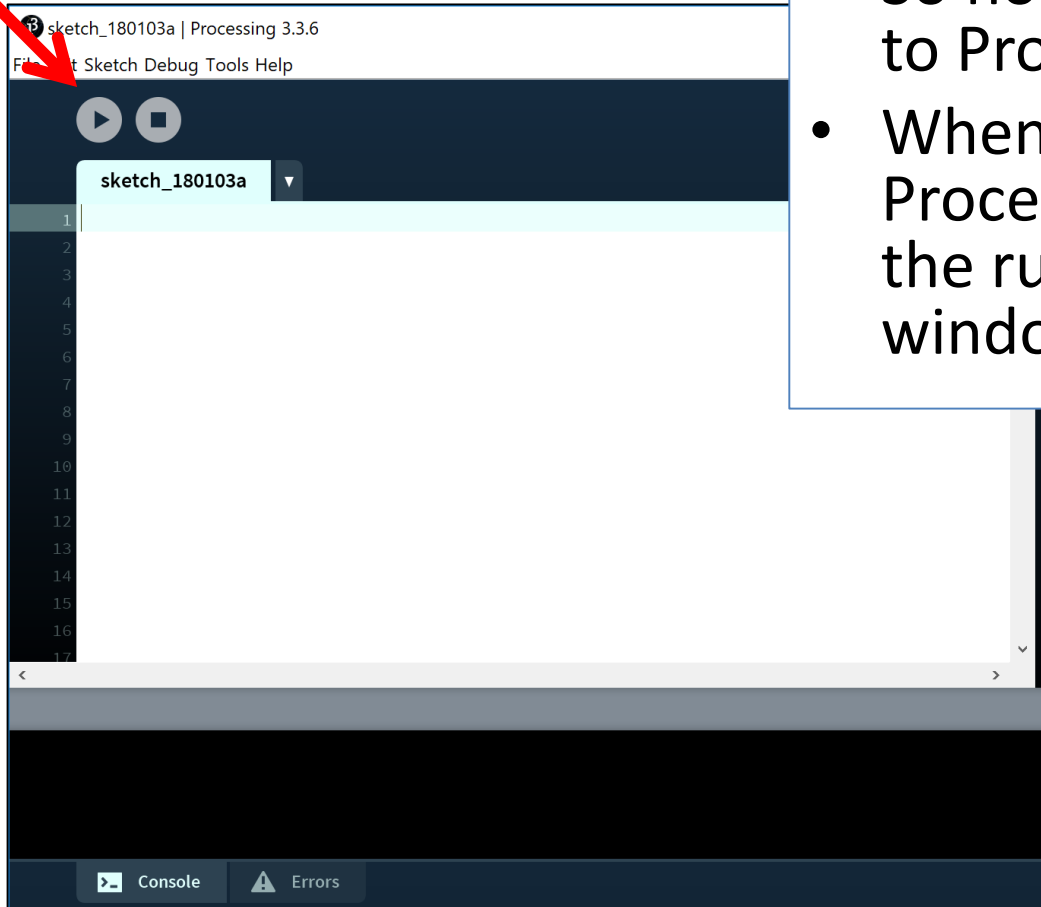 sketch_180103a | Processing 3.3.6
Sketch Debug Tools Help
sketch_180103a
1
2
3
4
5
6
7
8
9
10
11
12
13
14
15
16
17
to Pro
• When
Proce
the ru
windo
Console
Errors